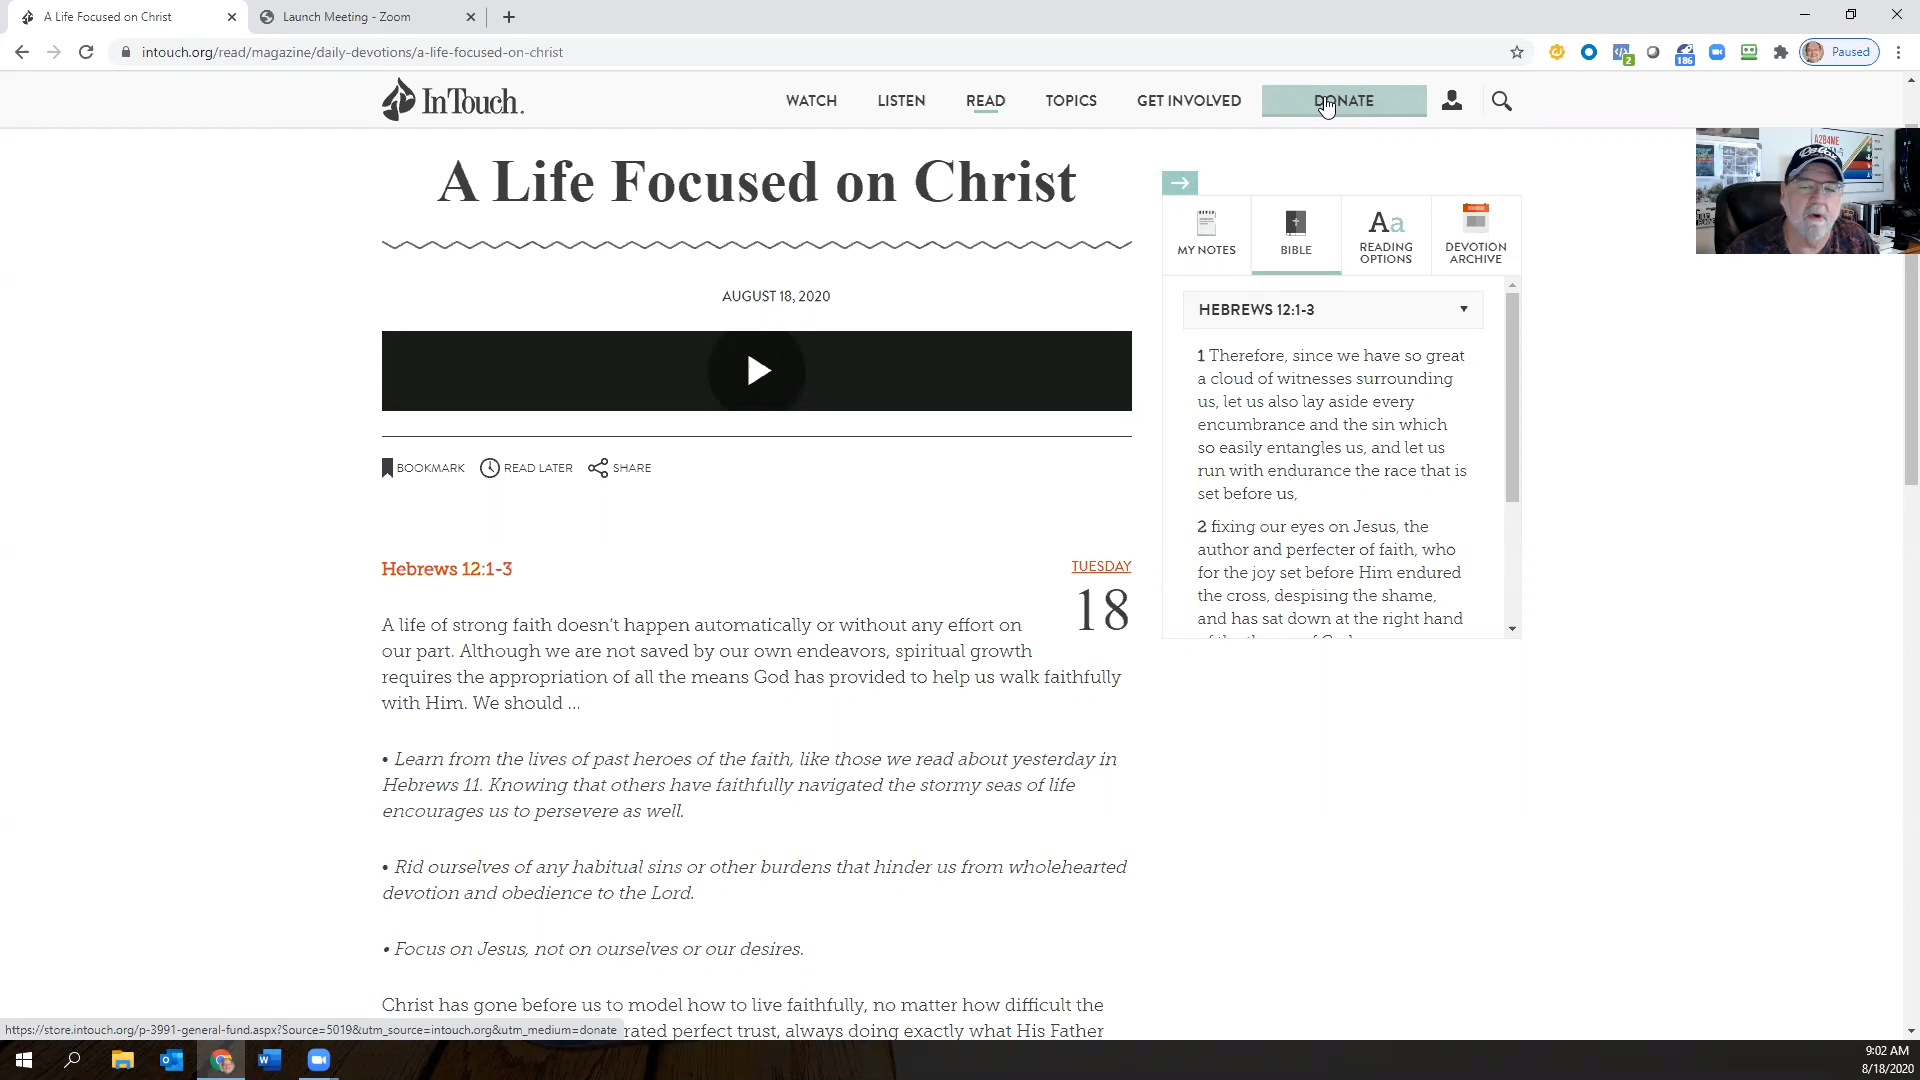 A Life Focused on Christ
Launch Meeting - Zoom
intouch.org/read/magazine/daily-devotions/a-life-focused-on-christ
2
186
Paused
InTouch.
WATCH
LISTEN
READ
TOPICS
GET INVOLVED
DONATE
A Life Focused on Christ
AUGUST 18, 2020
BOOKMARK
READ LATER
SHARE
Hebrews 12:1-3
TUESDAY
18
A life of strong faith doesn't happen automatically or without any effort on
our part. Although we are not saved by our own endeavors, spiritual growth
requires the appropriation of all the means God has provided to help us walk faithfully
with Him. We should ...
• Learn from the lives of past heroes of the faith, like those we read about yesterday in
Hebrews 11. Knowing that others have faithfully navigated the stormy seas of life
encourages us to persevere as well.
• Rid ourselves of any habitual sins or other burdens that hinder us from wholehearted
devotion and obedience to the Lord.
• Focus on Jesus, not on ourselves or our desires.
Christ has gone before us to model how to live faithfully, no matter how difficult the
rated perfect trust, always doing exactly what His Father
MY NOTES
BIBLE
Aa
READING
OPTIONS
DEVOTION
ARCHIVE
HEBREWS 12:1-3
1 Therefore, since we have so great
a cloud of witnesses surrounding
us, let us also lay aside every
encumbrance and the sin which
so easily entangles us, and let us
run with endurance the race that is
set before us,
2 fixing our eyes on Jesus, the
author and perfecter of faith, who
for the joy set before Him endured
the cross, despising the shame,
and has sat down at the right hand
https://store.intouch.org/p-3991-general-fund.aspx?Source=5019&utm_source=intouch.org&utm_medium=donate
9:02 AM
8/18/2020